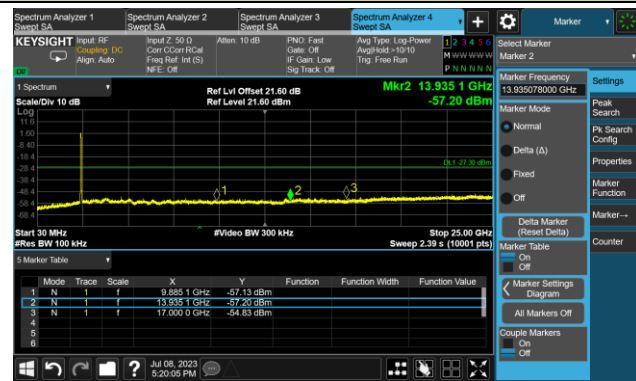 Spectrum Analyzer 1
Swept SA
Spectrum Analyzer 2
Swept SA
Spectrum Analyzer 3
Swept SA
Spectrum Analyzer 4
Swept SA
+
Marker
KEYSIGHT
Input: RF
Coupling: DC
Align: Auto
Input Z: 50 Ω
Corr CCorr RCal
Freq Ref: Int (S)
NFE: Off
Atten: 10 dB
PNO: Fast
Gate: Off
IF Gain: Low
Sig Track: Off
Avg Type: Log-Power
Avg|Hold:>10/10
Trig: Free Run
1 2 3 4 5 6
M W W W W W
P N N N N N
LXI
Select Marker
Marker 2
1 Spectrum
Ref Lvl Offset 21.60 dB
Mkr2 13.935 1 GHz
Scale/Div 10 dB
Ref Level 21.60 dBm
-57.20 dBm
Log
11.6
1.60
-8.40
-18.4
-28.4
-38.4
-48.4
-58.4
-68.4
DL1 -27.30 dBm
1
2
3
Start 30 MHz
#Video BW 300 kHz
Stop 25.00 GHz
#Res BW 100 kHz
Sweep 2.39 s (10001 pts)
5 Marker Table
Mode Trace Scale X Y Function Function Width Function Value
1 N 1 f 9.885 1 GHz -57.13 dBm
2 N 1 f 13.935 1 GHz -57.20 dBm
3 N 1 f 17.000 0 GHz -54.83 dBm
4
5
6
Marker Frequency
13.935078000 GHz
Marker Mode
Normal
Delta (Δ)
Fixed
Off
Delta Marker
(Reset Delta)
Marker Table
On
Off
Marker Settings
Diagram
All Markers Off
Couple Markers
On
Off
Settings
Peak
Search
Pk Search
Config
Properties
Marker
Function
Marker→
Counter
?
Jul 08, 2023
5:20:05 PM